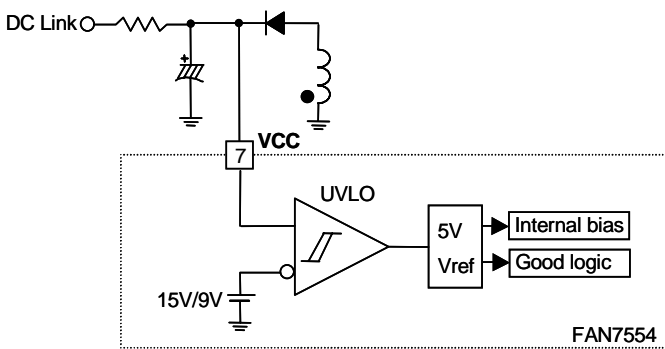 DC Link
+
VCC
7
UVLO
5V
Vref
Internal bias
Good logic
15V/9V
FAN7554